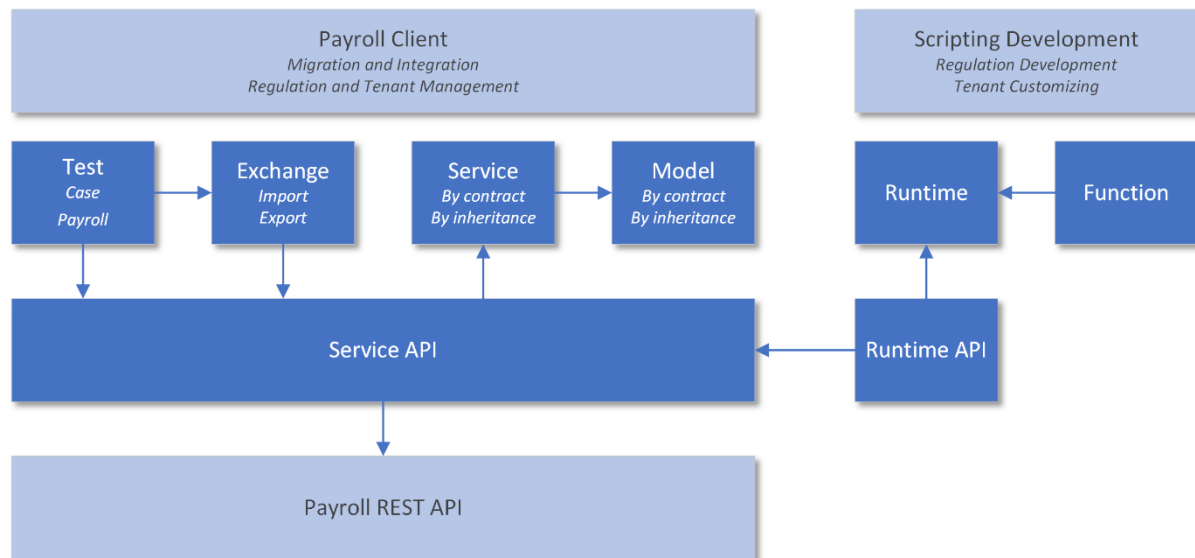 Payroll Client
Migration and Integration
Regulation and Tenant Management
Scripting Development
Regulation Development
Tenant Customizing
Test
Case
Payroll
Exchange
Import
Export
Service
By contract
By inheritance
Model
By contract
By inheritance
Runtime
Function
Service API
Runtime API
Payroll REST API